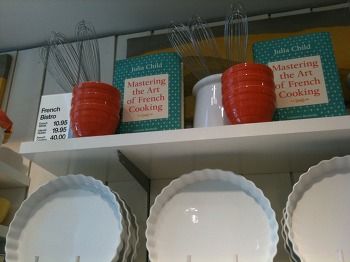 French
Bistro
10.95
19.95
40.00
Julia Child
Mastering
the Art
of French
Cooking
Julia Child
Mastering
the Art
of French
Cooking